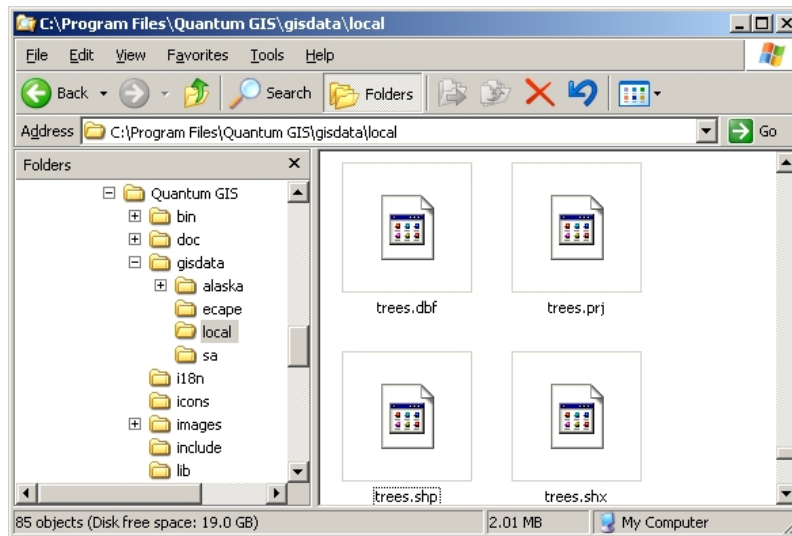 C:\Program Files\Quantum GIS\gisdata\local
File Edit View Favorites Tools Help
Back Search Folders
Address C:\Program Files\Quantum GIS\gisdata\local Go
Folders
Quantum GIS
bin
doc
gisdata
alaska
ecape
local
sa
i18n
icons
images
include
lib
trees.dbf trees.prj
trees.shp trees.shx
85 objects (Disk free space: 19.0 GB) 2.01 MB My Computer